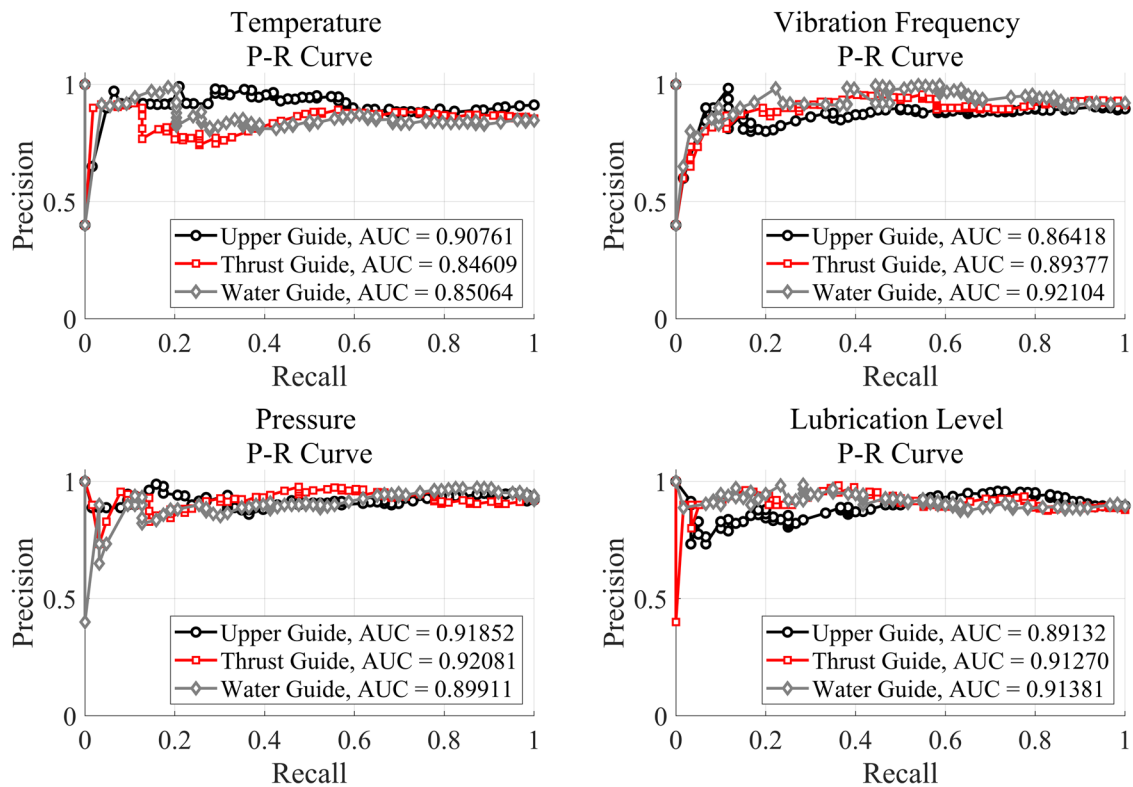 Temperature
P-R Curve
1
0.5
0
Precision
Upper Guide, AUC = 0.90761
Thrust Guide, AUC = 0.84609
Water Guide, AUC = 0.85064
0 0.2 0.4 0.6 0.8 1
Recall
Vibration Frequency
P-R Curve
1
0.5
0
Precision
Upper Guide, AUC = 0.86418
Thrust Guide, AUC = 0.89377
Water Guide, AUC = 0.92104
0 0.2 0.4 0.6 0.8 1
Recall
Pressure
P-R Curve
1
0.5
0
Precision
Upper Guide, AUC = 0.91852
Thrust Guide, AUC = 0.92081
Water Guide, AUC = 0.89911
0 0.2 0.4 0.6 0.8 1
Recall
Lubrication Level
P-R Curve
1
0.5
0
Precision
Upper Guide, AUC = 0.89132
Thrust Guide, AUC = 0.91270
Water Guide, AUC = 0.91381
0 0.2 0.4 0.6 0.8 1
Recall